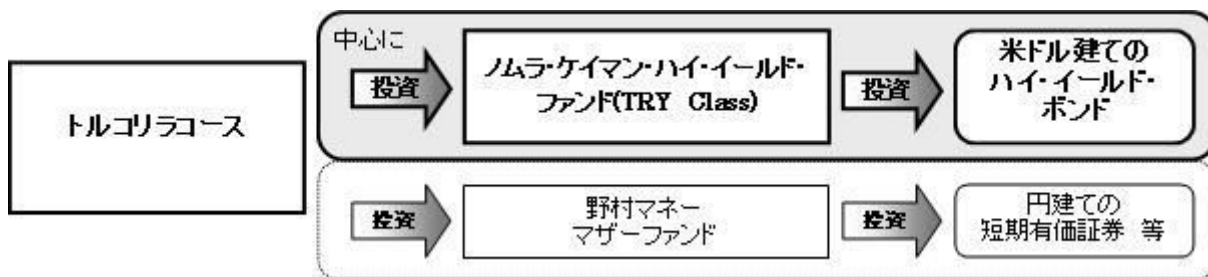 トルコリラコース
中心に
投資
ノムラ・ケイマン・ハイ・イールド・
ファンド(TRY Class)
投資
米ドル建ての
ハイ・イールド・
ボンド
投資
野村マネー
マザーファンド
投資
円建ての
短期有価証券 等